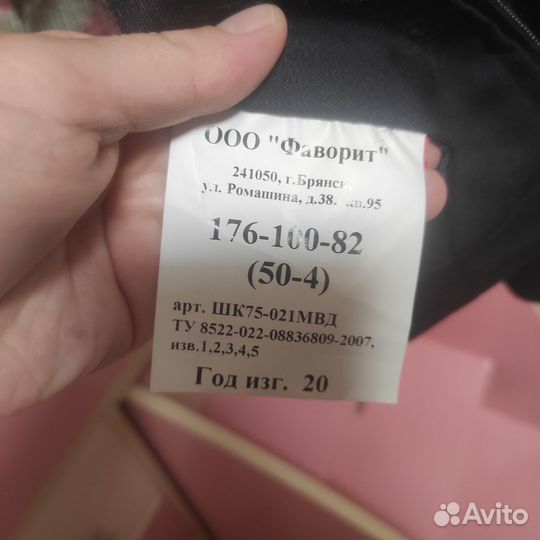 ООО "Фаворит"
241050, г.Брянск
ул. Ромашина, д.38. кв.95
176-100-82
(50-4)
арт. ШК75-021МВД
ТУ 8522-022-08836809-2007,
изв.1,2,3,4,5
Год изг. 20
Avito